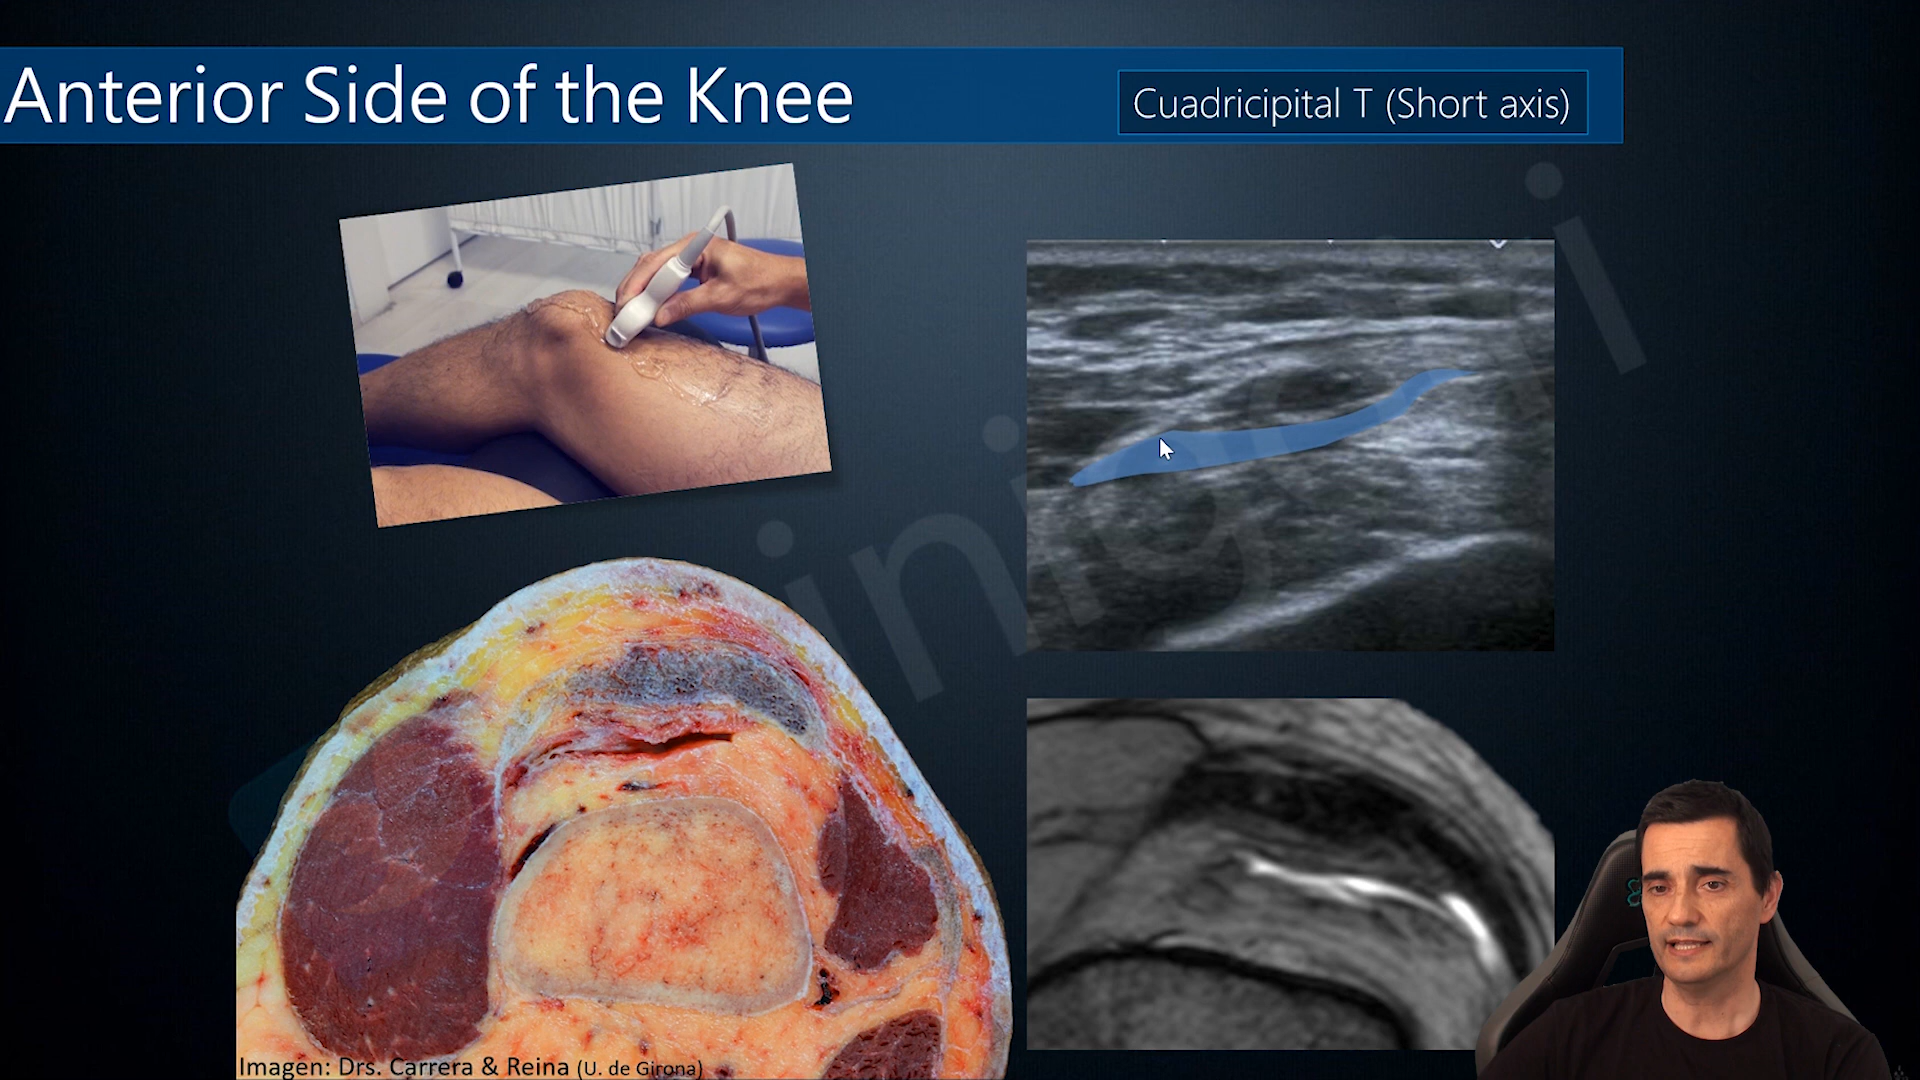 Anterior Side of the Knee
Cuadricipital T (Short axis)
Imagen: Drs. Carrera & Reina (U. de Girona)